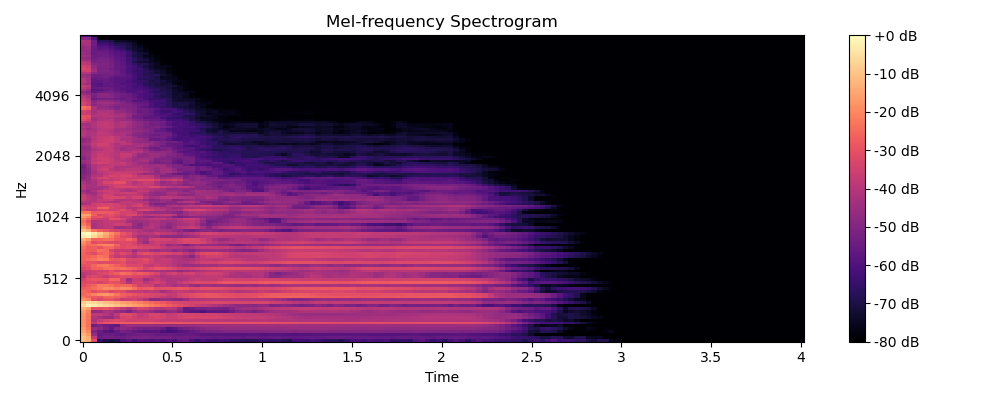 Mel-frequency Spectrogram
Hz
4096
2048
1024
512
0
0 0.5 1 1.5 2 2.5 3 3.5 4
Time
+0 dB
-10 dB
-20 dB
-30 dB
-40 dB
-50 dB
-60 dB
-70 dB
-80 dB